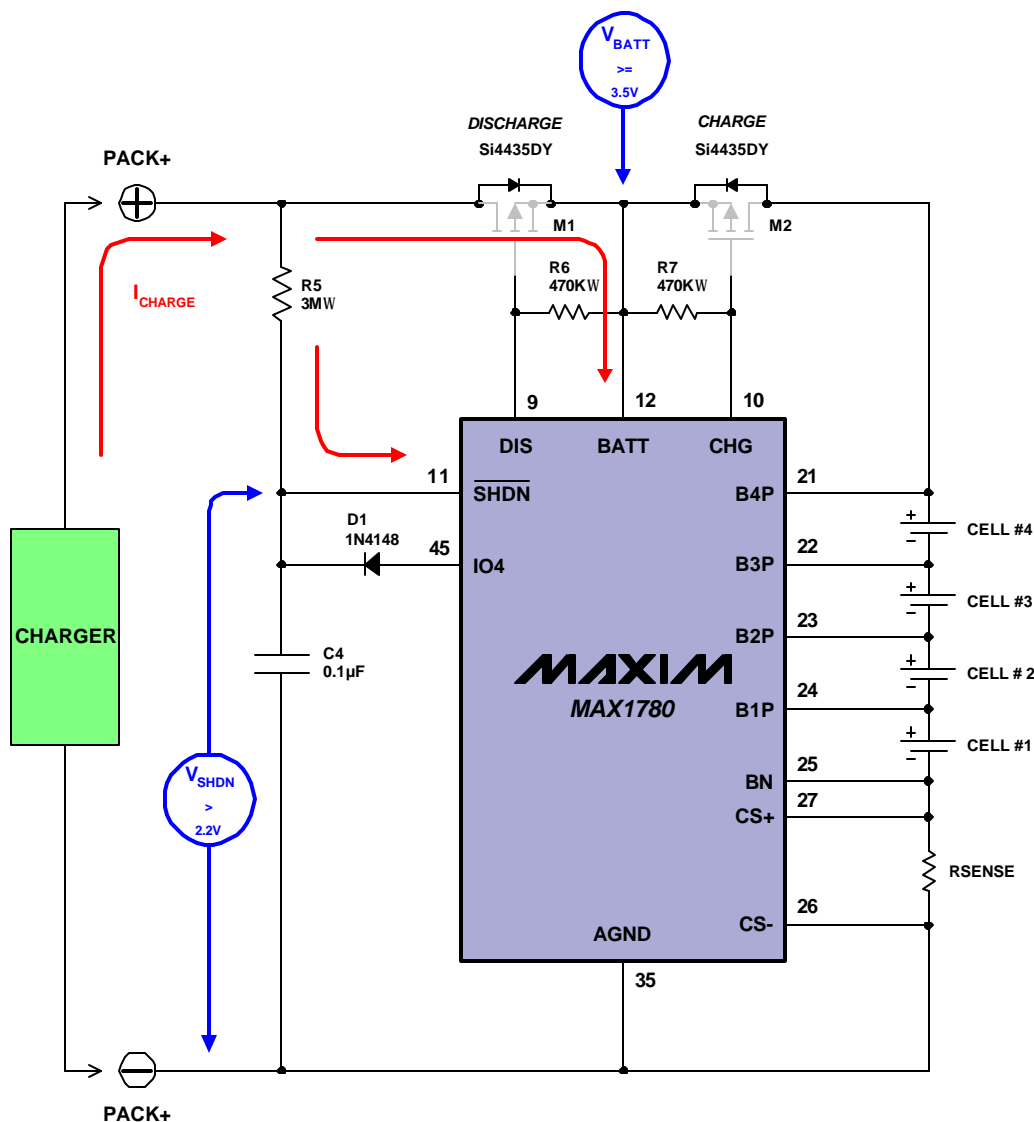 V_BATT
>=
3.5V
DISCHARGE
Si4435DY
CHARGE
Si4435DY
PACK+
M1
M2
R6
470KW
R7
470KW
R5
3MW
I_CHARGE
9
12
10
DIS
BATT
CHG
11
SHDN
B4P
21
D1
1N4148
45
IO4
B3P
22
CELL #4
CELL #3
B2P
23
CHARGER
C4
0.1µF
MAXIM
MAX1780
B1P
24
CELL # 2
CELL #1
BN
25
CS+
27
V_SHDN
>
2.2V
RSENSE
CS-
26
AGND
35
PACK+